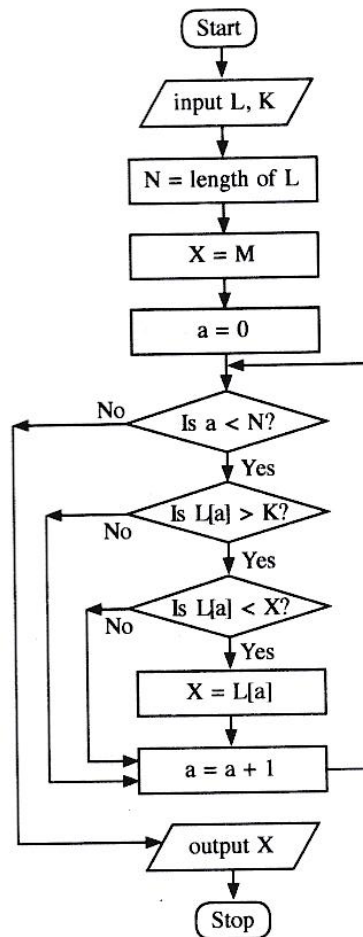 Start
input L, K
N = length of L
X = M
a = 0
No
Is a < N?
Yes
Is L[a] > K?
No
Yes
Is L[a] < X?
No
Yes
X = L[a]
a = a + 1
output X
Stop